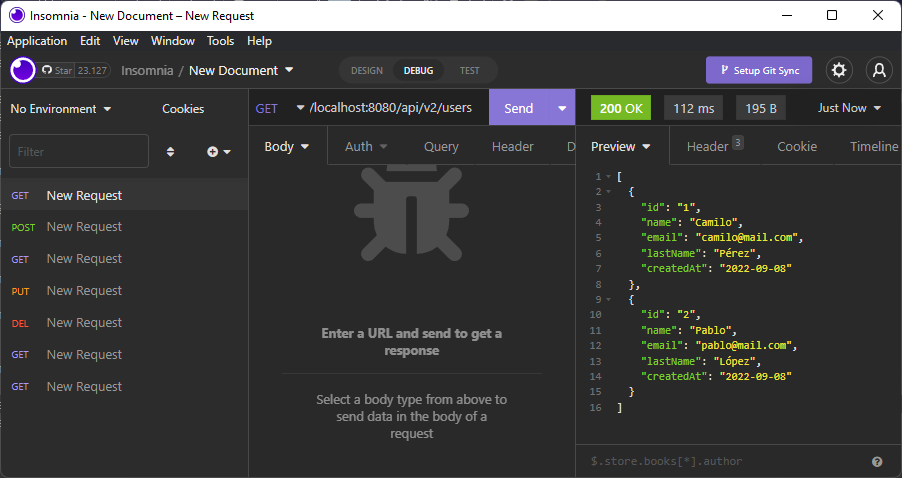 Insomnia - New Document – New Request
Application Edit View Window Tools Help
Star 23.127 Insomnia / New Document DESIGN DEBUG TEST Setup Git Sync
No Environment Cookies
Filter
GET New Request
POST New Request
GET New Request
PUT New Request
DEL New Request
GET New Request
GET New Request
GET /localhost:8080/api/v2/users Send
Body Auth Query Header D
Enter a URL and send to get a
response
Select a body type from above to
send data in the body of a
request
200 OK 112 ms 195 B Just Now
Preview Header 3 Cookie Timeline
1 [
2 {
3 "id": "1",
4 "name": "Camilo",
5 "email": "camilo@mail.com",
6 "lastName": "Pérez",
7 "createdAt": "2022-09-08"
8 },
9 {
10 "id": "2",
11 "name": "Pablo",
12 "email": "pablo@mail.com",
13 "lastName": "López",
14 "createdAt": "2022-09-08"
15 }
16 ]
$.store.books[*].author